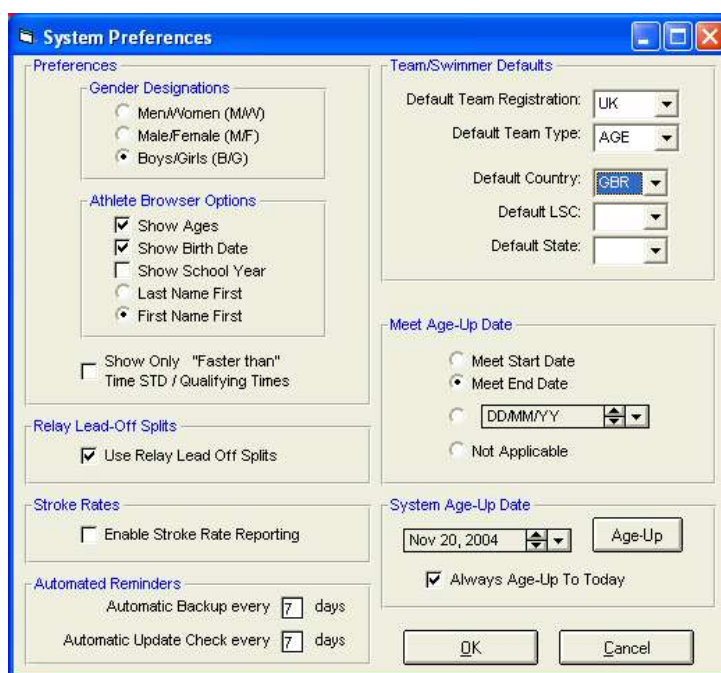 System Preferences
Preferences
Gender Designations
Men/Women (M/W)
Male/Female (M/F)
Boys/Girls (B/G)
Athlete Browser Options
Show Ages
Show Birth Date
Show School Year
Last Name First
First Name First
Show Only "Faster than"
Time STD / Qualifying Times
Relay Lead-Off Splits
Use Relay Lead Off Splits
Stroke Rates
Enable Stroke Rate Reporting
Automated Reminders
Automatic Backup every 7 days
Automatic Update Check every 7 days
Team/Swimmer Defaults
Default Team Registration: UK
Default Team Type: AGE
Default Country: GBR
Default LSC:
Default State:
Meet Age-Up Date
Meet Start Date
Meet End Date
DD/MM/YY
Not Applicable
System Age-Up Date
Nov 20, 2004 Age-Up
Always Age-Up To Today
OK Cancel